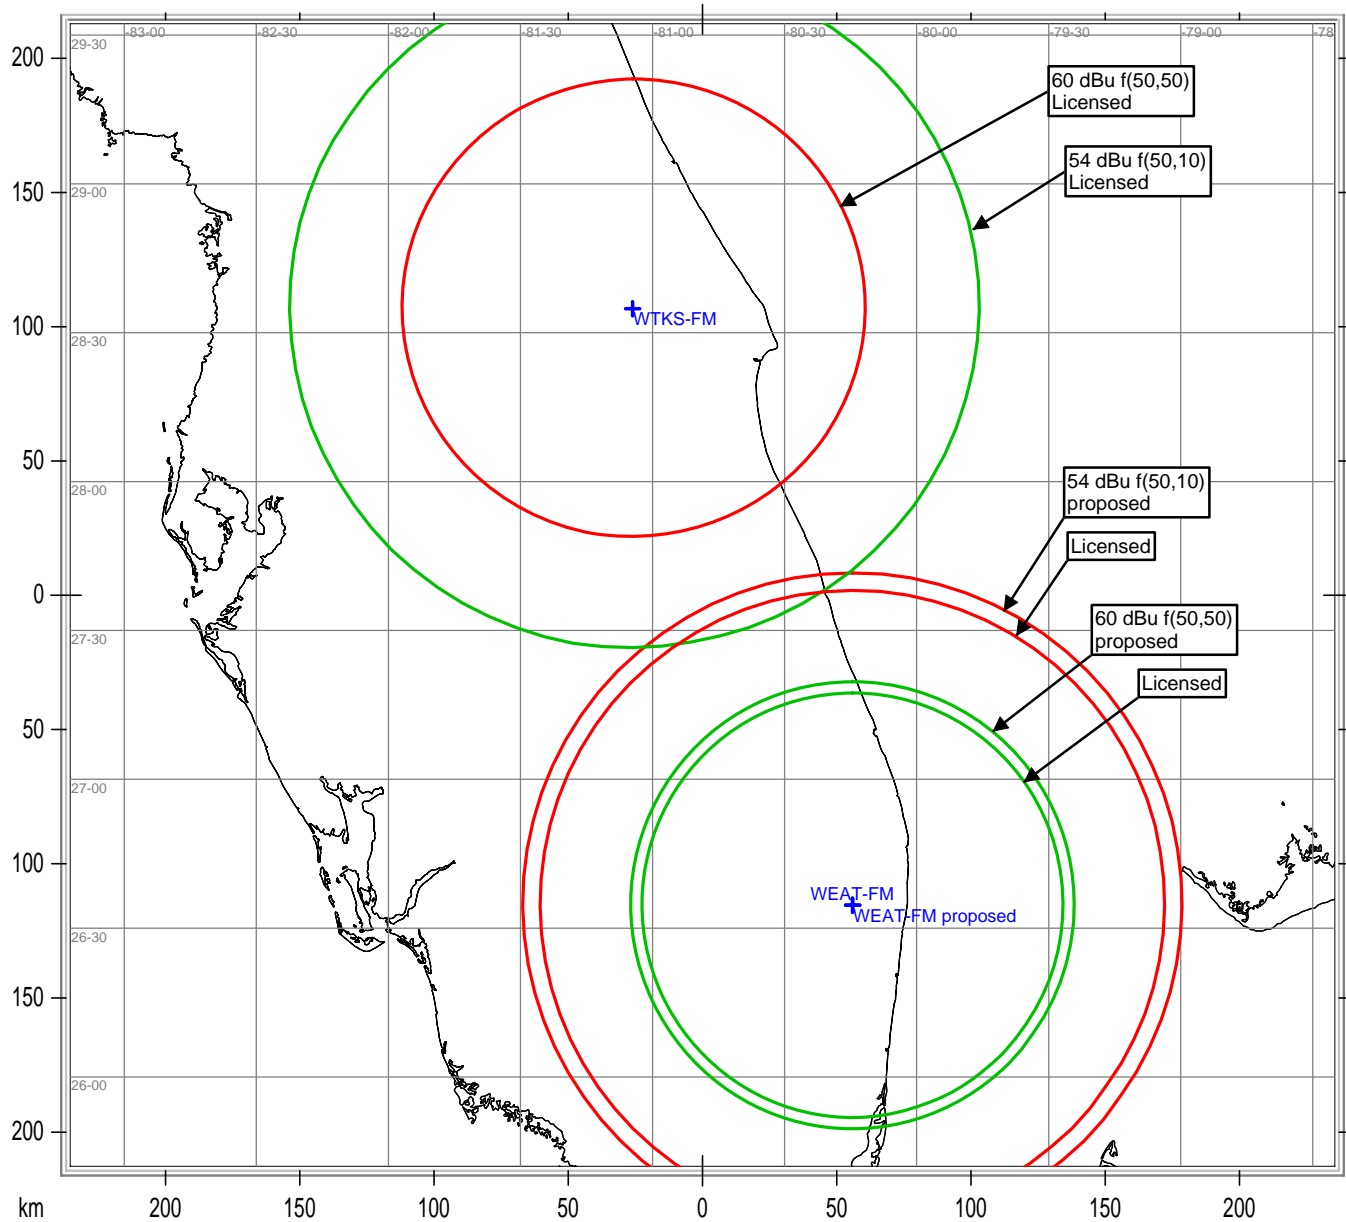 -83-00
-82-30
-82-00
-81-30
-81-00
-80-30
-80-00
-79-30
-79-00
-78
29-30
200
60 dBu f(50,50)
Licensed
54 dBu f(50,10)
Licensed
29-00
150
WTKS-FM
100
28-30
50
28-00
54 dBu f(50,10)
proposed
Licensed
0
60 dBu f(50,50)
proposed
27-30
Licensed
50
27-00
100
WEAT-FM
WEAT-FM proposed
26-30
150
26-00
200
km
200
150
100
50
0
50
100
150
200